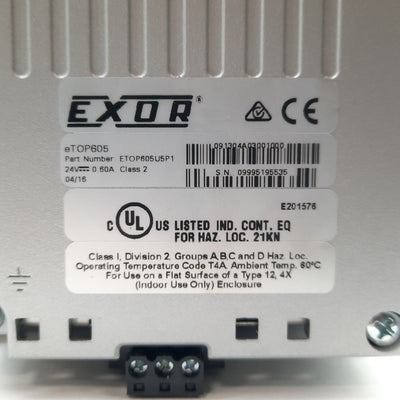 EXOR®
CE
eTOP605
Part Number ETOP605U5P1
24V 0.60A Class 2
04/16
091304A03001000
S.N. 09995195535
E201576
C UL US LISTED IND. CONT. EQ
FOR HAZ. LOC. 21KN
Class I, Division 2, Groups A,B,C and D Haz. Loc.
Operating Temperature Code T4A, Ambient Temp. 60°C
For Use on a Flat Surface of a Type 12, 4X
(Indoor Use Only) Enclosure